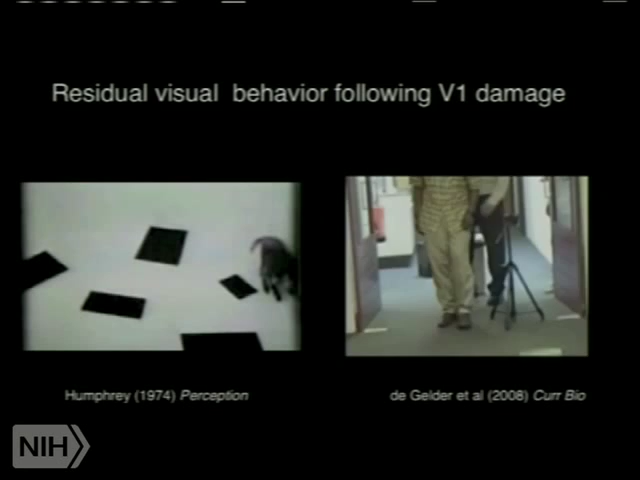 Residual visual behavior following V1 damage
Humphrey (1974) Perception
de Gelder et al (2008) Curr Bio
NIH